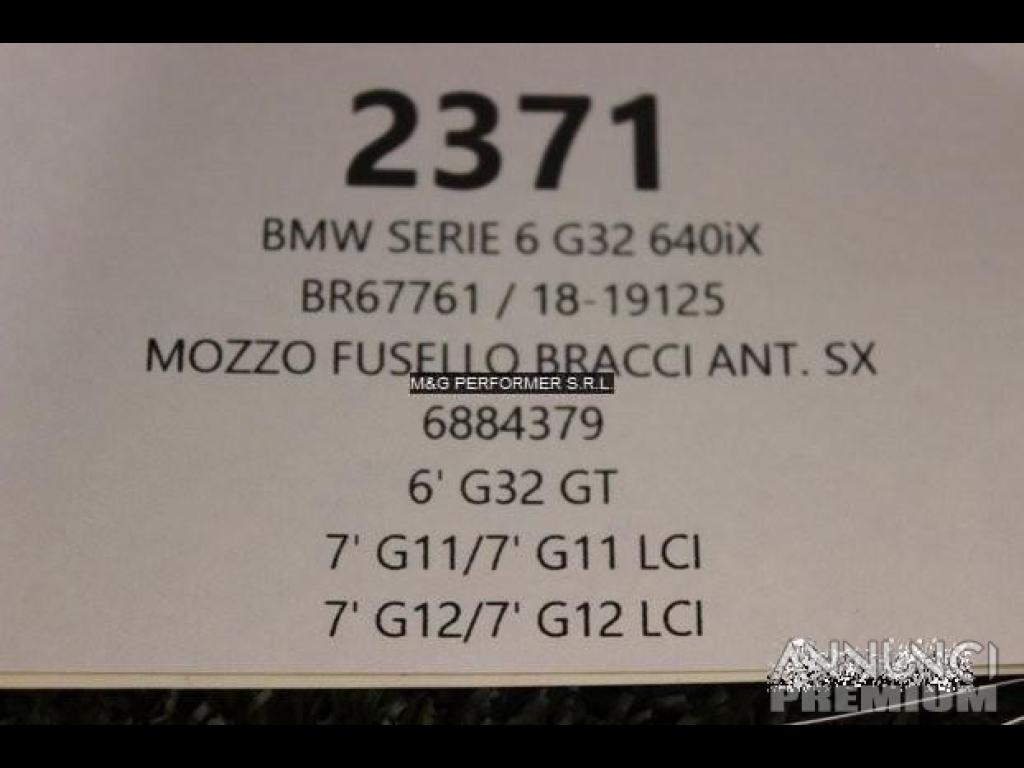 2371
BMW SERIE 6 G32 640iX
BR67761 / 18-19125
MOZZO FUSELLO BRACCI ANT. SX
M&G PERFORMER S.R.L.
6884379
6' G32 GT
7' G11/7' G11 LCI
7' G12/7' G12 LCI
ANNUNCI
PREMIUM